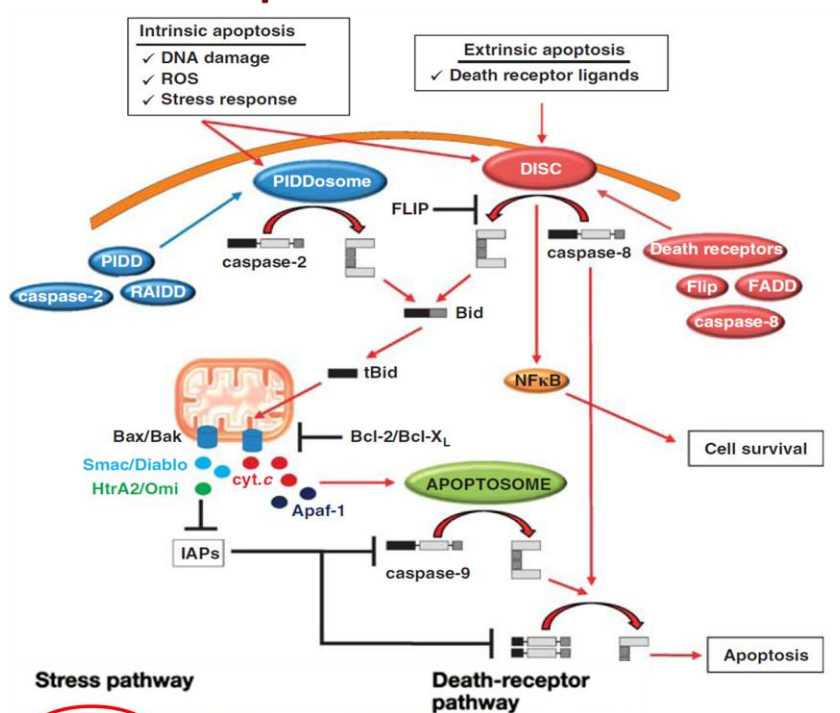 Intrinsic apoptosis
✓ DNA damage
✓ ROS
✓ Stress response
Extrinsic apoptosis
✓ Death receptor ligands
DISC
PIDDosome
FLIP
caspase-2
caspase-8
PIDD
caspase-2
RAIDD
Death receptors
Flip
FADD
caspase-8
Bid
tBid
NFκB
Bax/Bak
Bcl-2/Bcl-XL
Cell survival
Smac/Diablo
cyt.c
HtrA2/Omi
APOPTOSOME
Apaf-1
IAPs
caspase-9
Apoptosis
Stress pathway
Death-receptor
pathway